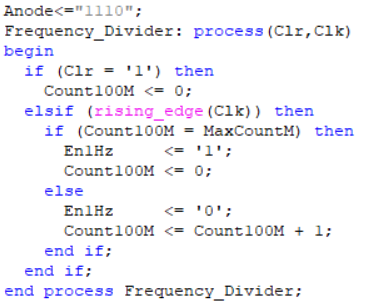 Anode<="1110";
Frequency_Divider: process(Clr,Clk)
begin
  if (Clr = '1') then
    Count100M <= 0;
  elsif (rising_edge(Clk)) then
    if (Count100M = MaxCountM) then
      En1Hz     <= '1';
      Count100M <= 0;
    else
      En1Hz     <= '0';
      Count100M <= Count100M + 1;
    end if;
  end if;
end process Frequency_Divider;